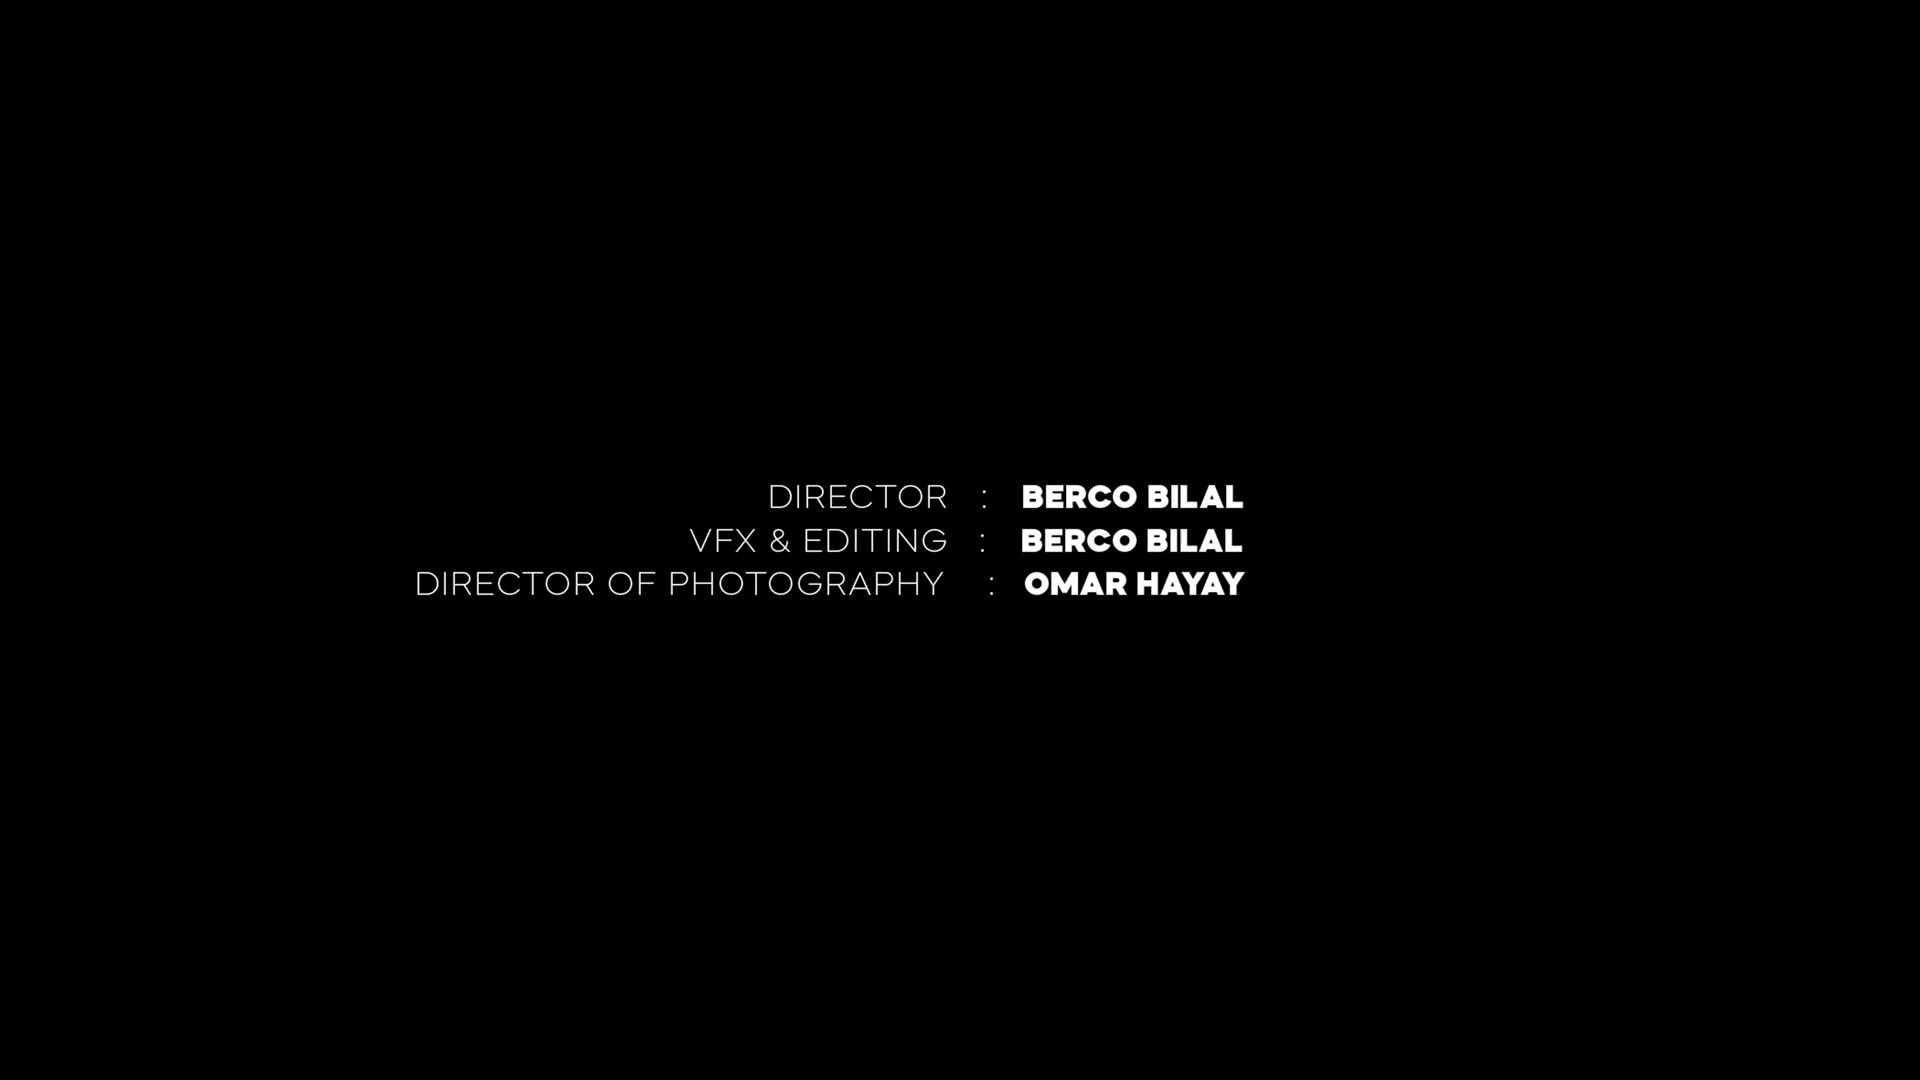 DIRECTOR : BERCO BILAL
VFX & EDITING : BERCO BILAL
DIRECTOR OF PHOTOGRAPHY : OMAR HAYAY